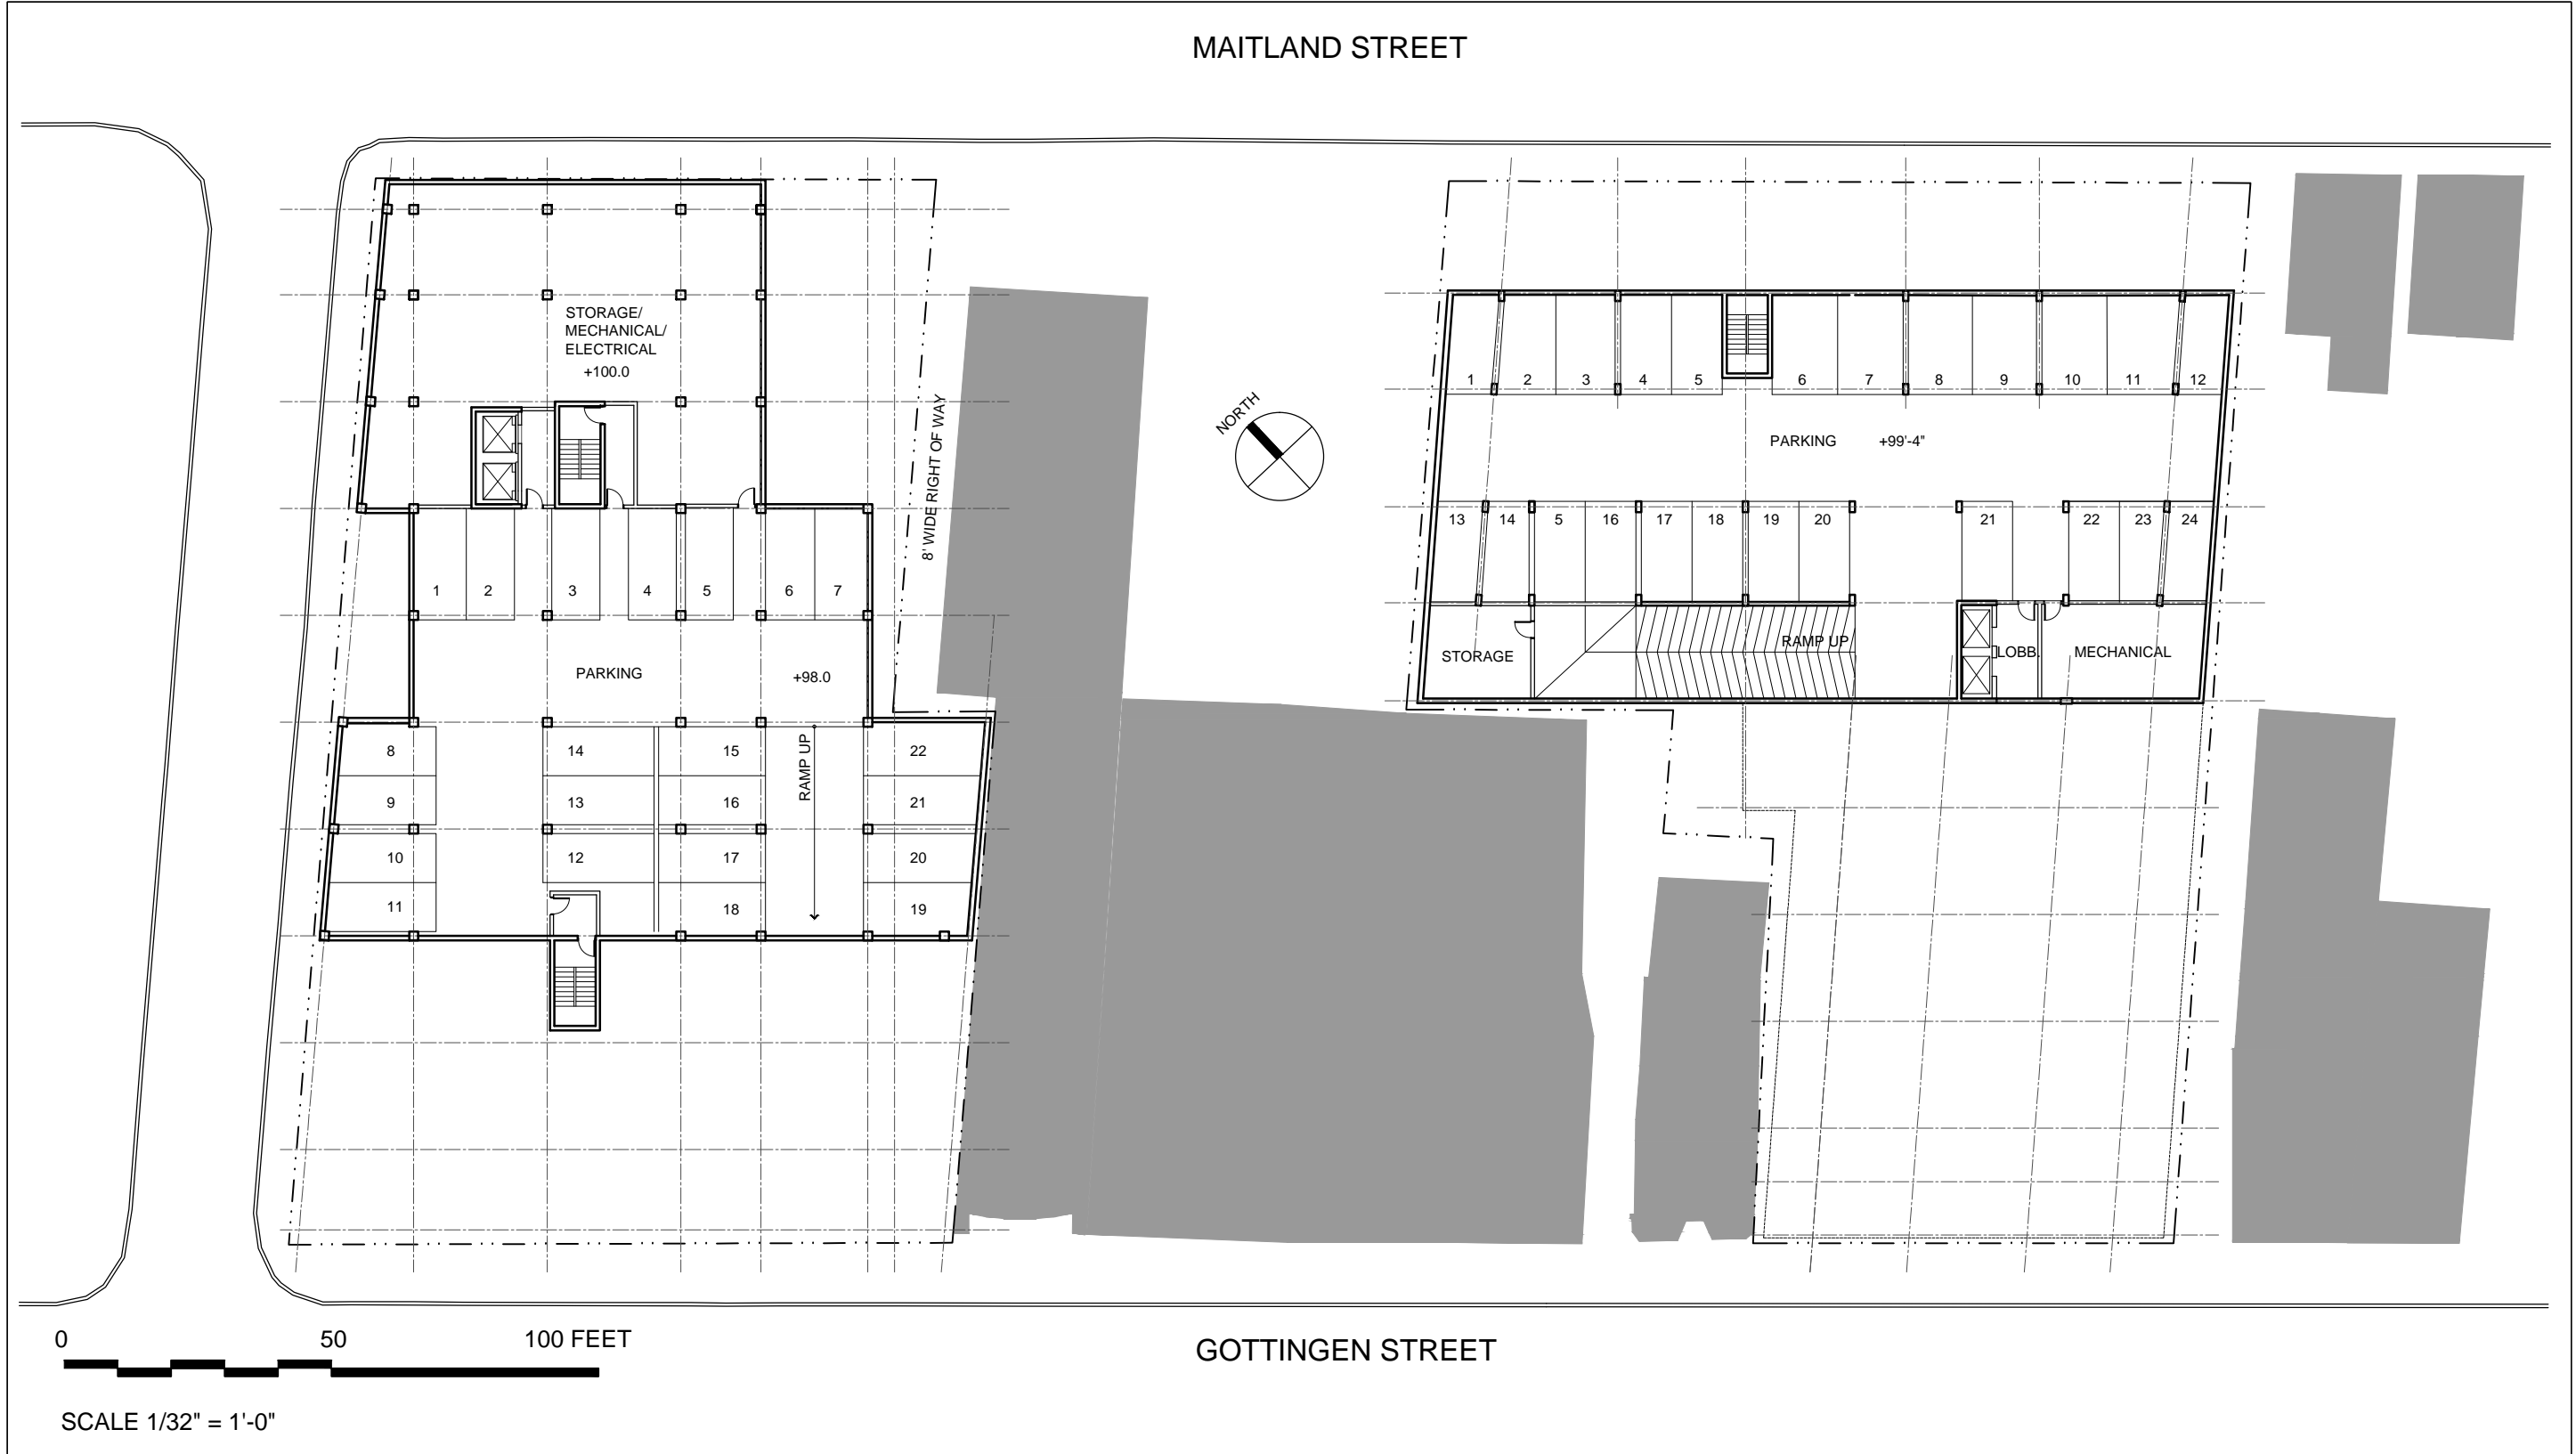 MAITLAND STREET
STORAGE/
MECHANICAL/
ELECTRICAL
+100.0
8' WIDE RIGHT OF WAY
1 2 3 4 5 6 7
PARKING +98.0
8 14 15 22
9 13 16 21
10 12 17 20
11 18 19
RAMP UP
NORTH
1 2 3 4 5 6 7 8 9 10 11 12
PARKING +99'-4"
13 14 5 16 17 18 19 20 21 22 23 24
STORAGE
RAMP UP
LOBB
MECHANICAL
0 50 100 FEET
SCALE 1/32" = 1'-0"
GOTTINGEN STREET